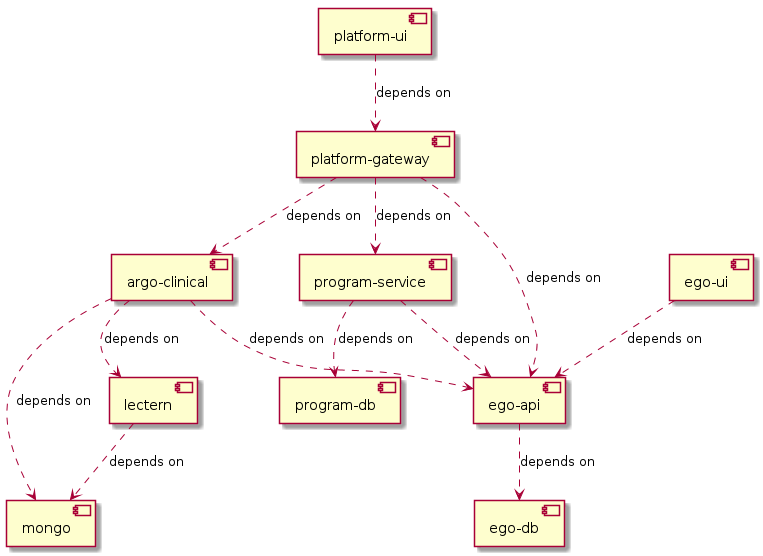 platform-ui
depends on
platform-gateway
depends on
depends on
depends on
argo-clinical
program-service
ego-ui
depends on
depends on
depends on
depends on
depends on
depends on
lectern
program-db
ego-api
depends on
depends on
mongo
ego-db